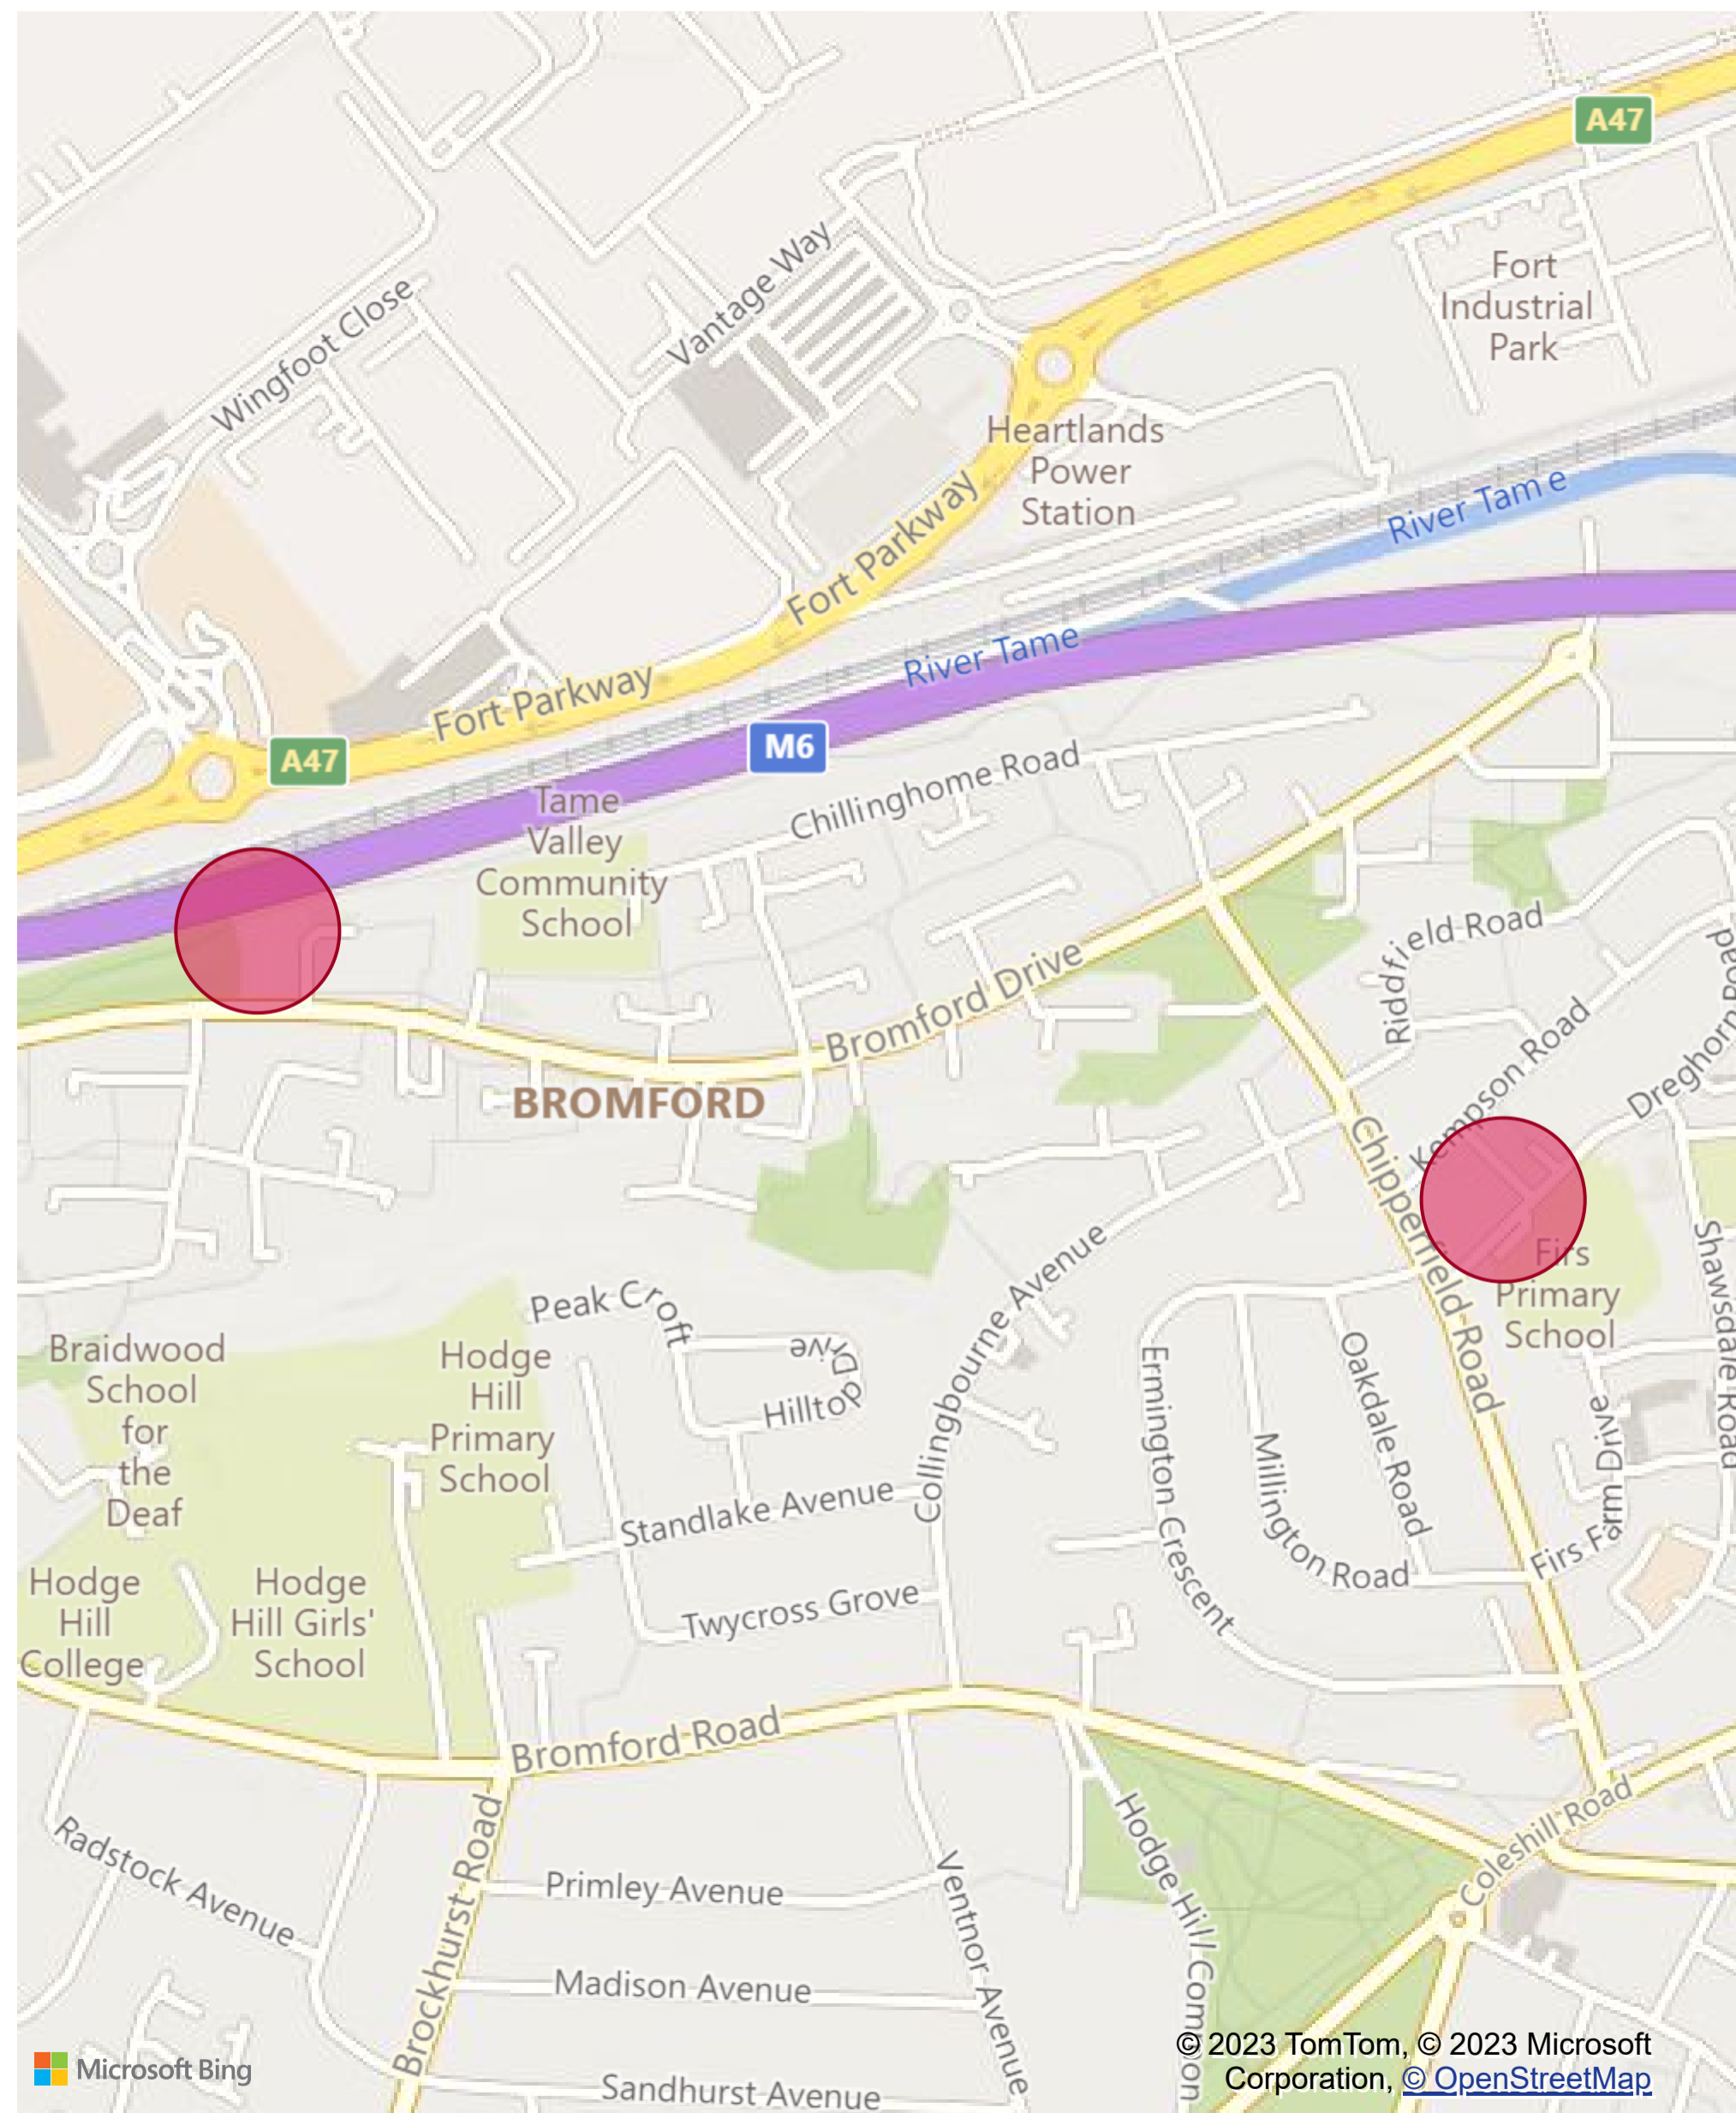 A47
Fort
Industrial
Park
Vantage Way
Wingfoot Close
Heartlands
Power
Station
River Tame
Fort Parkway
River Tame
Fort Parkway
M6
A47
Chillinghome Road
Tame
Valley
Community
School
Riddfield Road
Road
Bromford Drive
Kempson Road
Dreghorn
BROMFORD
Chipperfield Road
Firs
Primary
School
Shawsdale Road
Collingbourne Avenue
Peak Croft
Hilltop Drive
Braidwood
School
for
the
Deaf
Hodge
Hill
Primary
School
Ermington Crescent
Oakdale Road
Millington Road
Firs Farm Drive
Standlake Avenue
Twycross Grove
Hodge
Hill
College
Hodge
Hill Girls'
School
Bromford Road
Coleshill Road
Hodge Hill Common
Radstock Avenue
Brockhurst Road
Primley Avenue
Ventnor Avenue
Madison Avenue
Sandhurst Avenue
Microsoft Bing
© 2023 TomTom, © 2023 Microsoft
Corporation, © OpenStreetMap